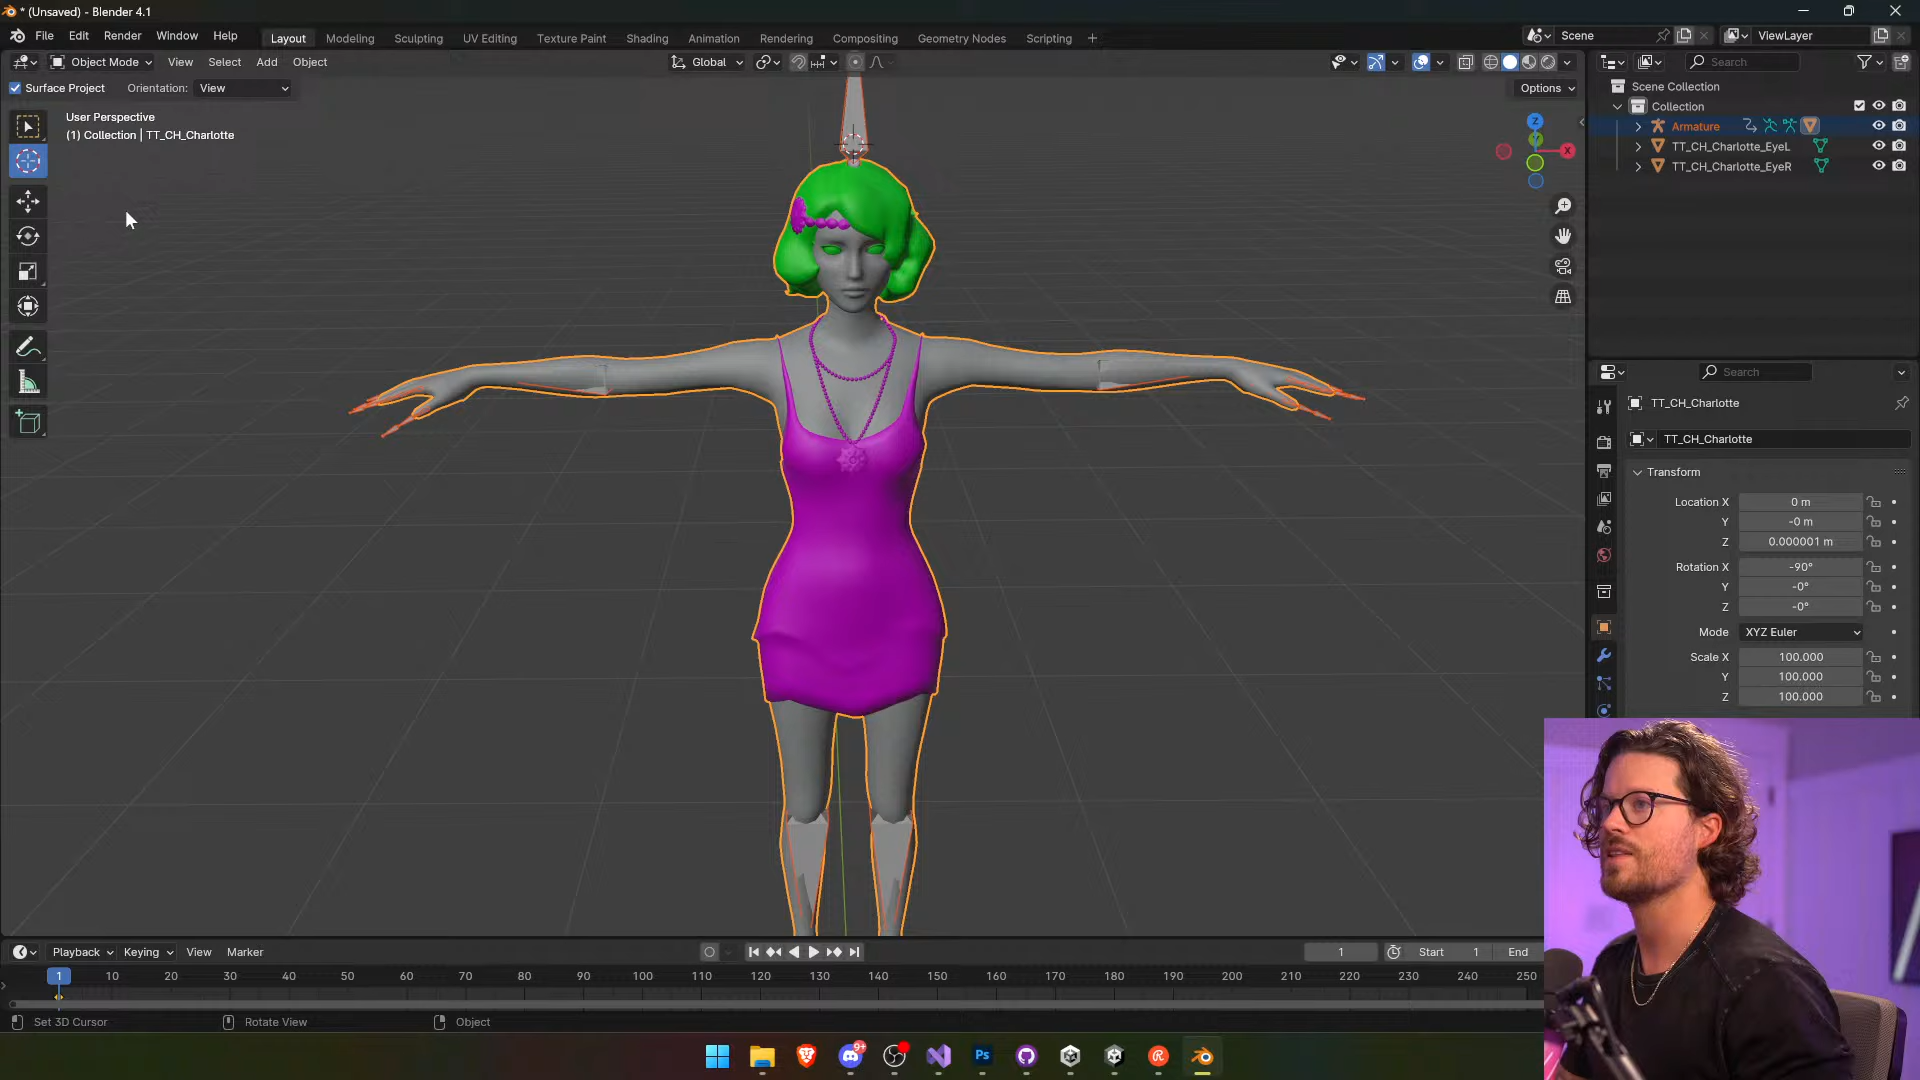 * (Unsaved) - Blender 4.1
File Edit Render Window Help
Layout Modeling Sculpting UV Editing Texture Paint Shading Animation Rendering Compositing Geometry Nodes Scripting +
Scene
ViewLayer
Object Mode View Select Add Object
Global
Search
Surface Project Orientation: View
Options
User Perspective
(1) Collection | TT_CH_Charlotte
Scene Collection
Collection
Armature
TT_CH_Charlotte_EyeL
TT_CH_Charlotte_EyeR
Z
X
Search
TT_CH_Charlotte
TT_CH_Charlotte
Transform
Location X 0 m
Y -0 m
Z 0.000001 m
Rotation X -90°
Y -0°
Z -0°
Mode XYZ Euler
Scale X 100.000
Y 100.000
Z 100.000
Playback Keying View Marker
1 Start 1 End
1 10 20 30 40 50 60 70 80 90 100 110 120 130 140 150 160 170 180 190 200 210 220 230 240 250
Set 3D Cursor Rotate View Object
9+
Ps